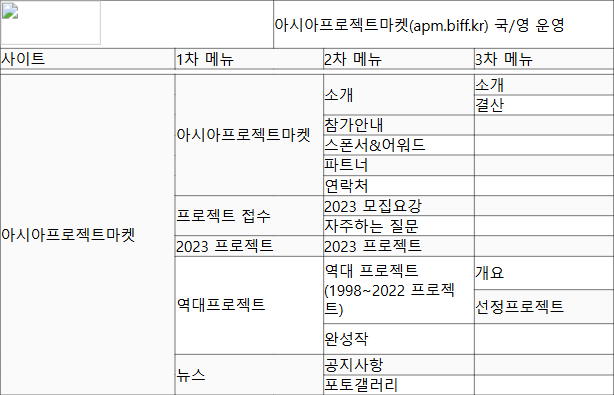 아시아프로젝트마켓(apm.biff.kr) 국/영 운영
사이트 1차 메뉴 2차 메뉴 3차 메뉴
아시아프로젝트마켓
아시아프로젝트마켓
소개
소개
결산
참가안내
스폰서&어워드
파트너
연락처
프로젝트 접수
2023 모집요강
자주하는 질문
2023 프로젝트 2023 프로젝트
역대프로젝트
역대 프로젝트
(1998~2022 프로젝
트)
개요
선정프로젝트
완성작
뉴스
공지사항
포토갤러리